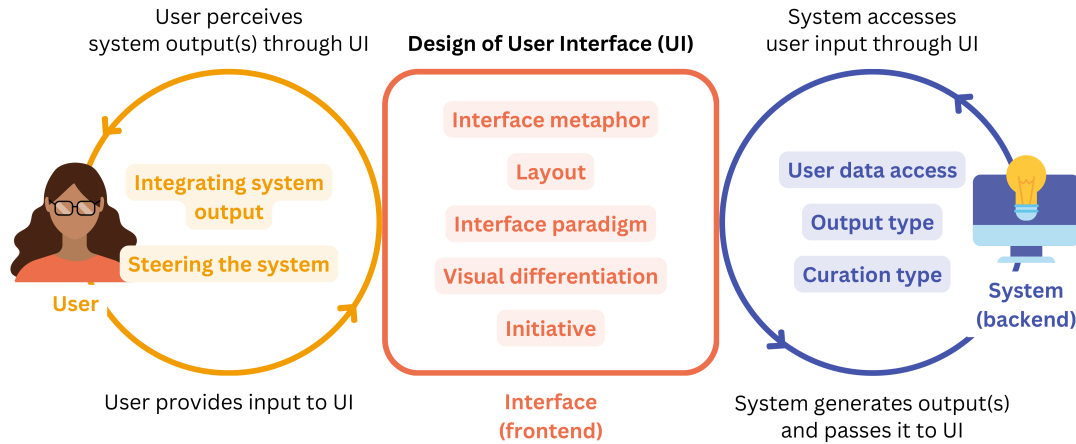 User perceives
system output(s) through UI
Design of User Interface (UI)
System accesses
user input through UI
Integrating system
output
Steering the system
User
User provides input to UI
Interface metaphor
Layout
Interface paradigm
Visual differentiation
Initiative
Interface
(frontend)
User data access
Output type
Curation type
System
(backend)
System generates output(s)
and passes it to UI